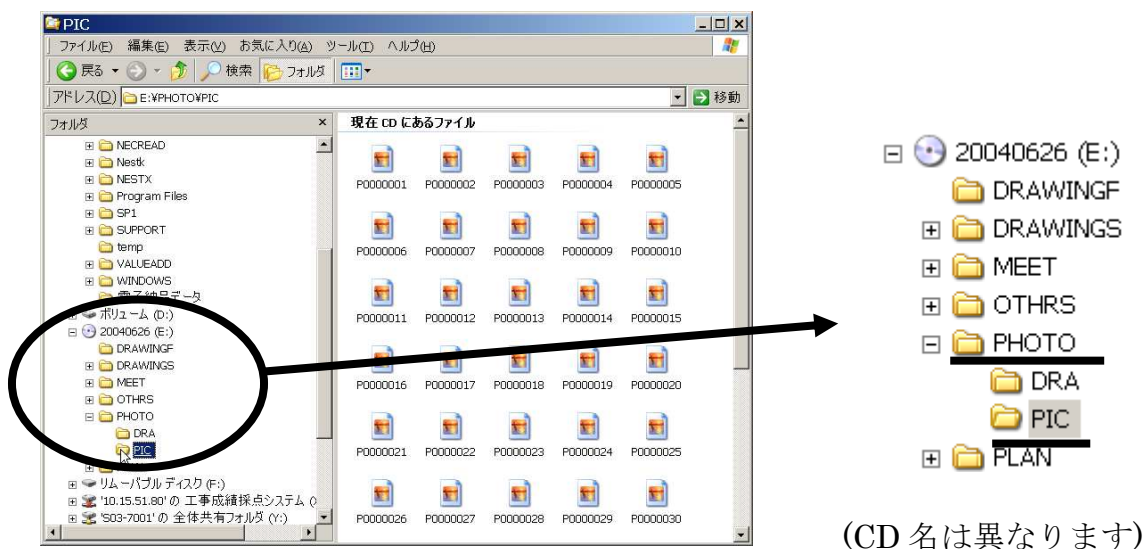 PIC
ファイル(F) 編集(E) 表示(V) お気に入り(A) ツール(T) ヘルプ(H)
戻る 検索 フォルダ
アドレス(D) E:¥PHOTO¥PIC 移動
フォルダ ×
NECREAD
Nestk
NESTX
Program Files
SP1
SUPPORT
temp
VALUEADD
WINDOWS
電子納品データ
ボリューム (D:)
20040626 (E:)
DRAWINGF
DRAWINGS
MEET
OTHRS
PHOTO
DRA
PIC
リムーバブル ディスク (F:)
'10.15.51.80' の 工事成績採点システム
'S03-7001' の 全体共有フォルダ (Y:)
現在 CD にあるファイル
P0000001 P0000002 P0000003 P0000004 P0000005
P0000006 P0000007 P0000008 P0000009 P0000010
P0000011 P0000012 P0000013 P0000014 P0000015
P0000016 P0000017 P0000018 P0000019 P0000020
P0000021 P0000022 P0000023 P0000024 P0000025
P0000026 P0000027 P0000028 P0000029 P0000030
20040626 (E:)
DRAWINGF
DRAWINGS
MEET
OTHRS
PHOTO
DRA
PIC
PLAN
(CD 名は異なります)